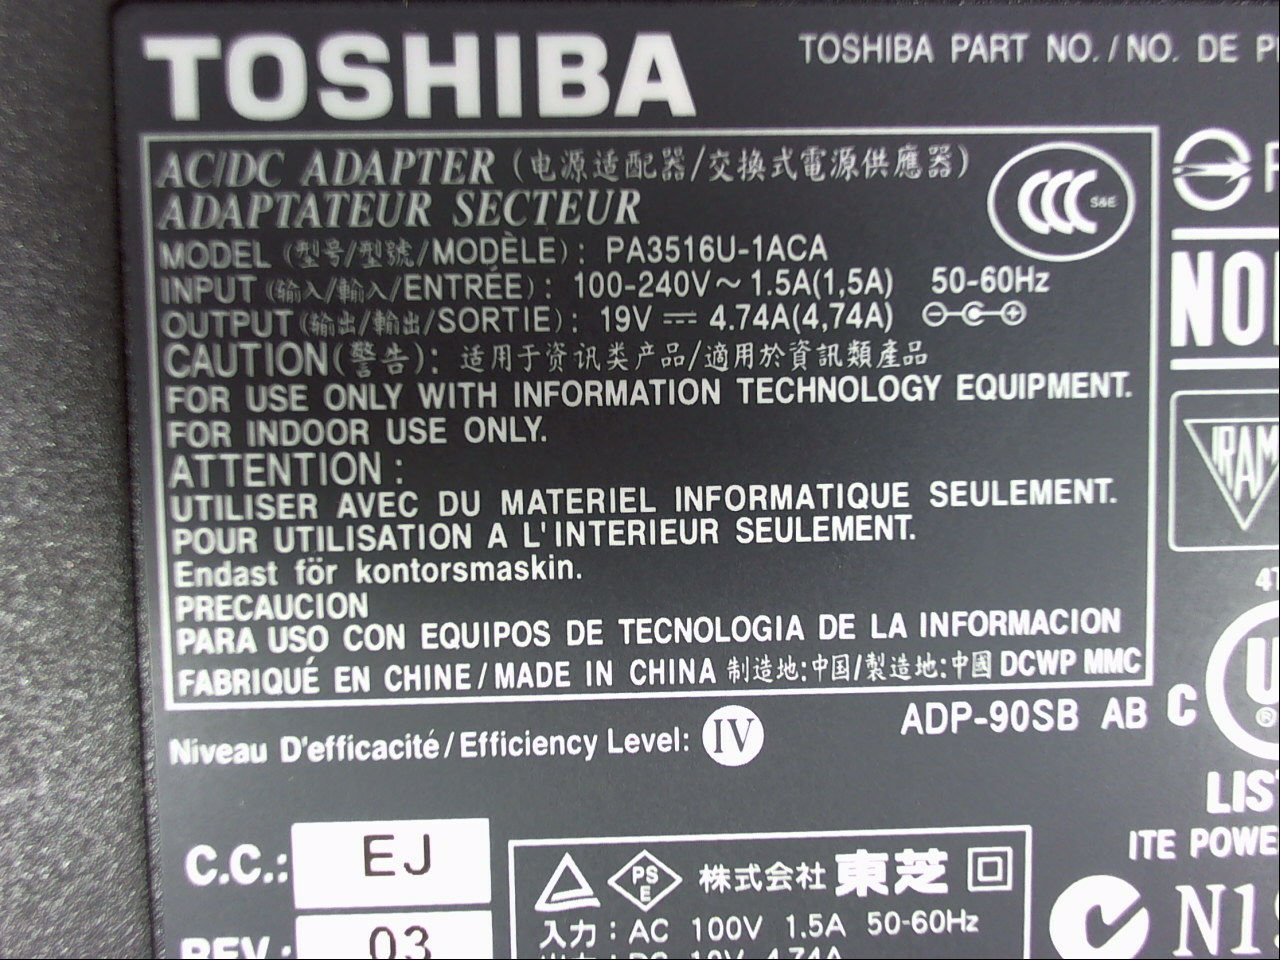 TOSHIBA
TOSHIBA PART NO./NO. DE
AC/DC ADAPTER (电源适配器/交換式電源供應器)
ADAPTATEUR SECTEUR
CCC S&E
MODEL (型号/型號/MODÈLE): PA3516U-1ACA
INPUT (输入/輸入/ENTRÉE): 100-240V~1.5A(1,5A) 50-60Hz
OUTPUT (输出/輸出/SORTIE): 19V ⎓ 4.74A(4,74A)
CAUTION(警告): 适用于资讯类产品/適用於資訊類產品
FOR USE ONLY WITH INFORMATION TECHNOLOGY EQUIPMENT.
FOR INDOOR USE ONLY.
ATTENTION :
UTILISER AVEC DU MATERIEL INFORMATIQUE SEULEMENT.
POUR UTILISATION A L'INTERIEUR SEULEMENT.
Endast för kontorsmaskin.
PRECAUCION
PARA USO CON EQUIPOS DE TECNOLOGIA DE LA INFORMACION
FABRIQUÉ EN CHINE/MADE IN CHINA 制造地:中国/製造地:中國 DCWP MMC
ADP-90SB AB
Niveau D'efficacité/Efficiency Level: IV
C.C.: EJ
REV.: 03
PSE 株式会社 東芝
入力: AC 100V 1.5A 50-60Hz
IRAM
C
ITE